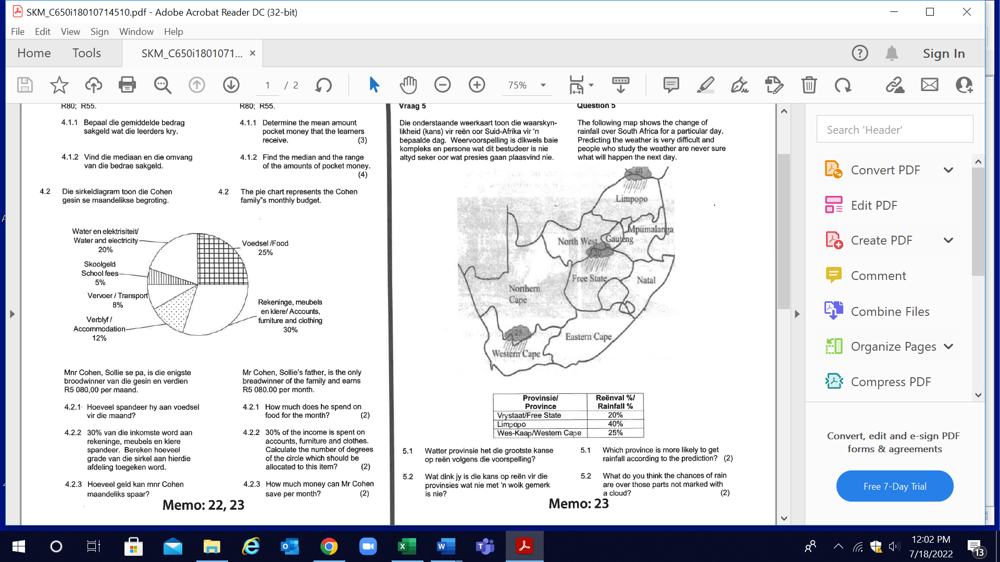 SKM_C650i18010714510.pdf - Adobe Acrobat Reader DC (32-bit)
File Edit View Sign Window Help
Home Tools SKM_C650i1801071... ×
Sign In
1 / 2
75%
R80; R55.
4.1.1 Bepaal die gemiddelde bedrag
sakgeld wat die leerders kry.
4.1.2 Vind die mediaan en die omvang
van die bedrae sakgeld.
4.2 Die sirkeldiagram toon die Cohen
gesin se maandelikse begroting.
R80; R55.
4.1.1 Determine the mean amount
pocket money that the learners
receive. (3)
4.1.2 Find the median and the range
of the amounts of pocket money.
(4)
4.2 The pie chart represents the Cohen
family"s monthly budget.
Water en elektrisiteit/
Water and electricity
20%
Skoolgeld
School fees
5%
Vervoer / Transport
8%
Verblyf /
Accommodation
12%
Voedsel /Food
25%
Rekeninge, meubels
en klere/ Accounts,
furniture and clothing
30%
Mnr Cohen, Sollie se pa, is die enigste
broodwinner van die gesin en verdien
R5 080,00 per maand.
4.2.1 Hoeveel spandeer hy aan voedsel
vir die maand?
4.2.2 30% van die inkomste word aan
rekeninge, meubels en klere
spandeer. Bereken hoeveel
grade van die sirkel aan hierdie
afdeling toegeken word.
4.2.3 Hoeveel geld kan mnr Cohen
maandeliks spaar?
Mr Cohen, Sollie's father, is the only
breadwinner of the family and earns
R5 080.00 per month.
4.2.1 How much does he spend on
food for the month? (2)
4.2.2 30% of the income is spent on
accounts, furniture and clothes.
Calculate the number of degrees
of the circle which should be
allocated to this item? (2)
4.2.3 How much money can Mr Cohen
save per month? (2)
Memo: 22, 23
Vraag 5
Die onderstaande weerkaart toon die waarskyn-
likheid (kans) vir reën oor Suid-Afrika vir 'n
bepaalde dag. Weervoorspelling is dikwels baie
kompleks en persone wat dit bestudeer is nie
altyd seker oor wat presies gaan plaasvind nie.
Question 5
The following map shows the change of
rainfall over South Africa for a particular day.
Predicting the weather is very difficult and
people who study the weather are never sure
what will happen the next day.
40
Limpopo
Mpumalanga
North West
Gauteng
20
Free State
Natal
Northern
Cape
25
Eastern Cape
Western Cape
Provinsie/ Reënval %/
Province Rainfall %
Vrystaat/Free State 20%
Limpopo 40%
Wes-Kaap/Western Cape 25%
5.1 Watter provinsie het die grootste kanse
op reën volgens die voorspelling?
5.2 Wat dink jy is die kans op reën vir die
provinsies wat nie met 'n wolk gemerk
is nie?
5.1 Which province is more likely to get
rainfall according to the prediction? (2)
5.2 What do you think the chances of rain
are over those parts not marked with
a cloud? (2)
Memo: 23
Search 'Header'
Convert PDF
Edit PDF
Create PDF
Comment
Combine Files
Organize Pages
Compress PDF
Convert, edit and e-sign PDF
forms & agreements
Free 7-Day Trial
12:02 PM
7/18/2022
13